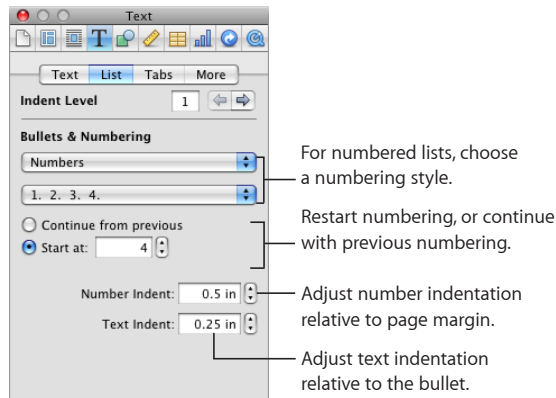 Text
Text List Tabs More
Indent Level 1
Bullets & Numbering
Numbers
1. 2. 3. 4.
For numbered lists, choose
a numbering style.
Continue from previous
Start at: 4
Restart numbering, or continue
with previous numbering.
Number Indent: 0.5 in
Adjust number indentation
relative to page margin.
Text Indent: 0.25 in
Adjust text indentation
relative to the bullet.